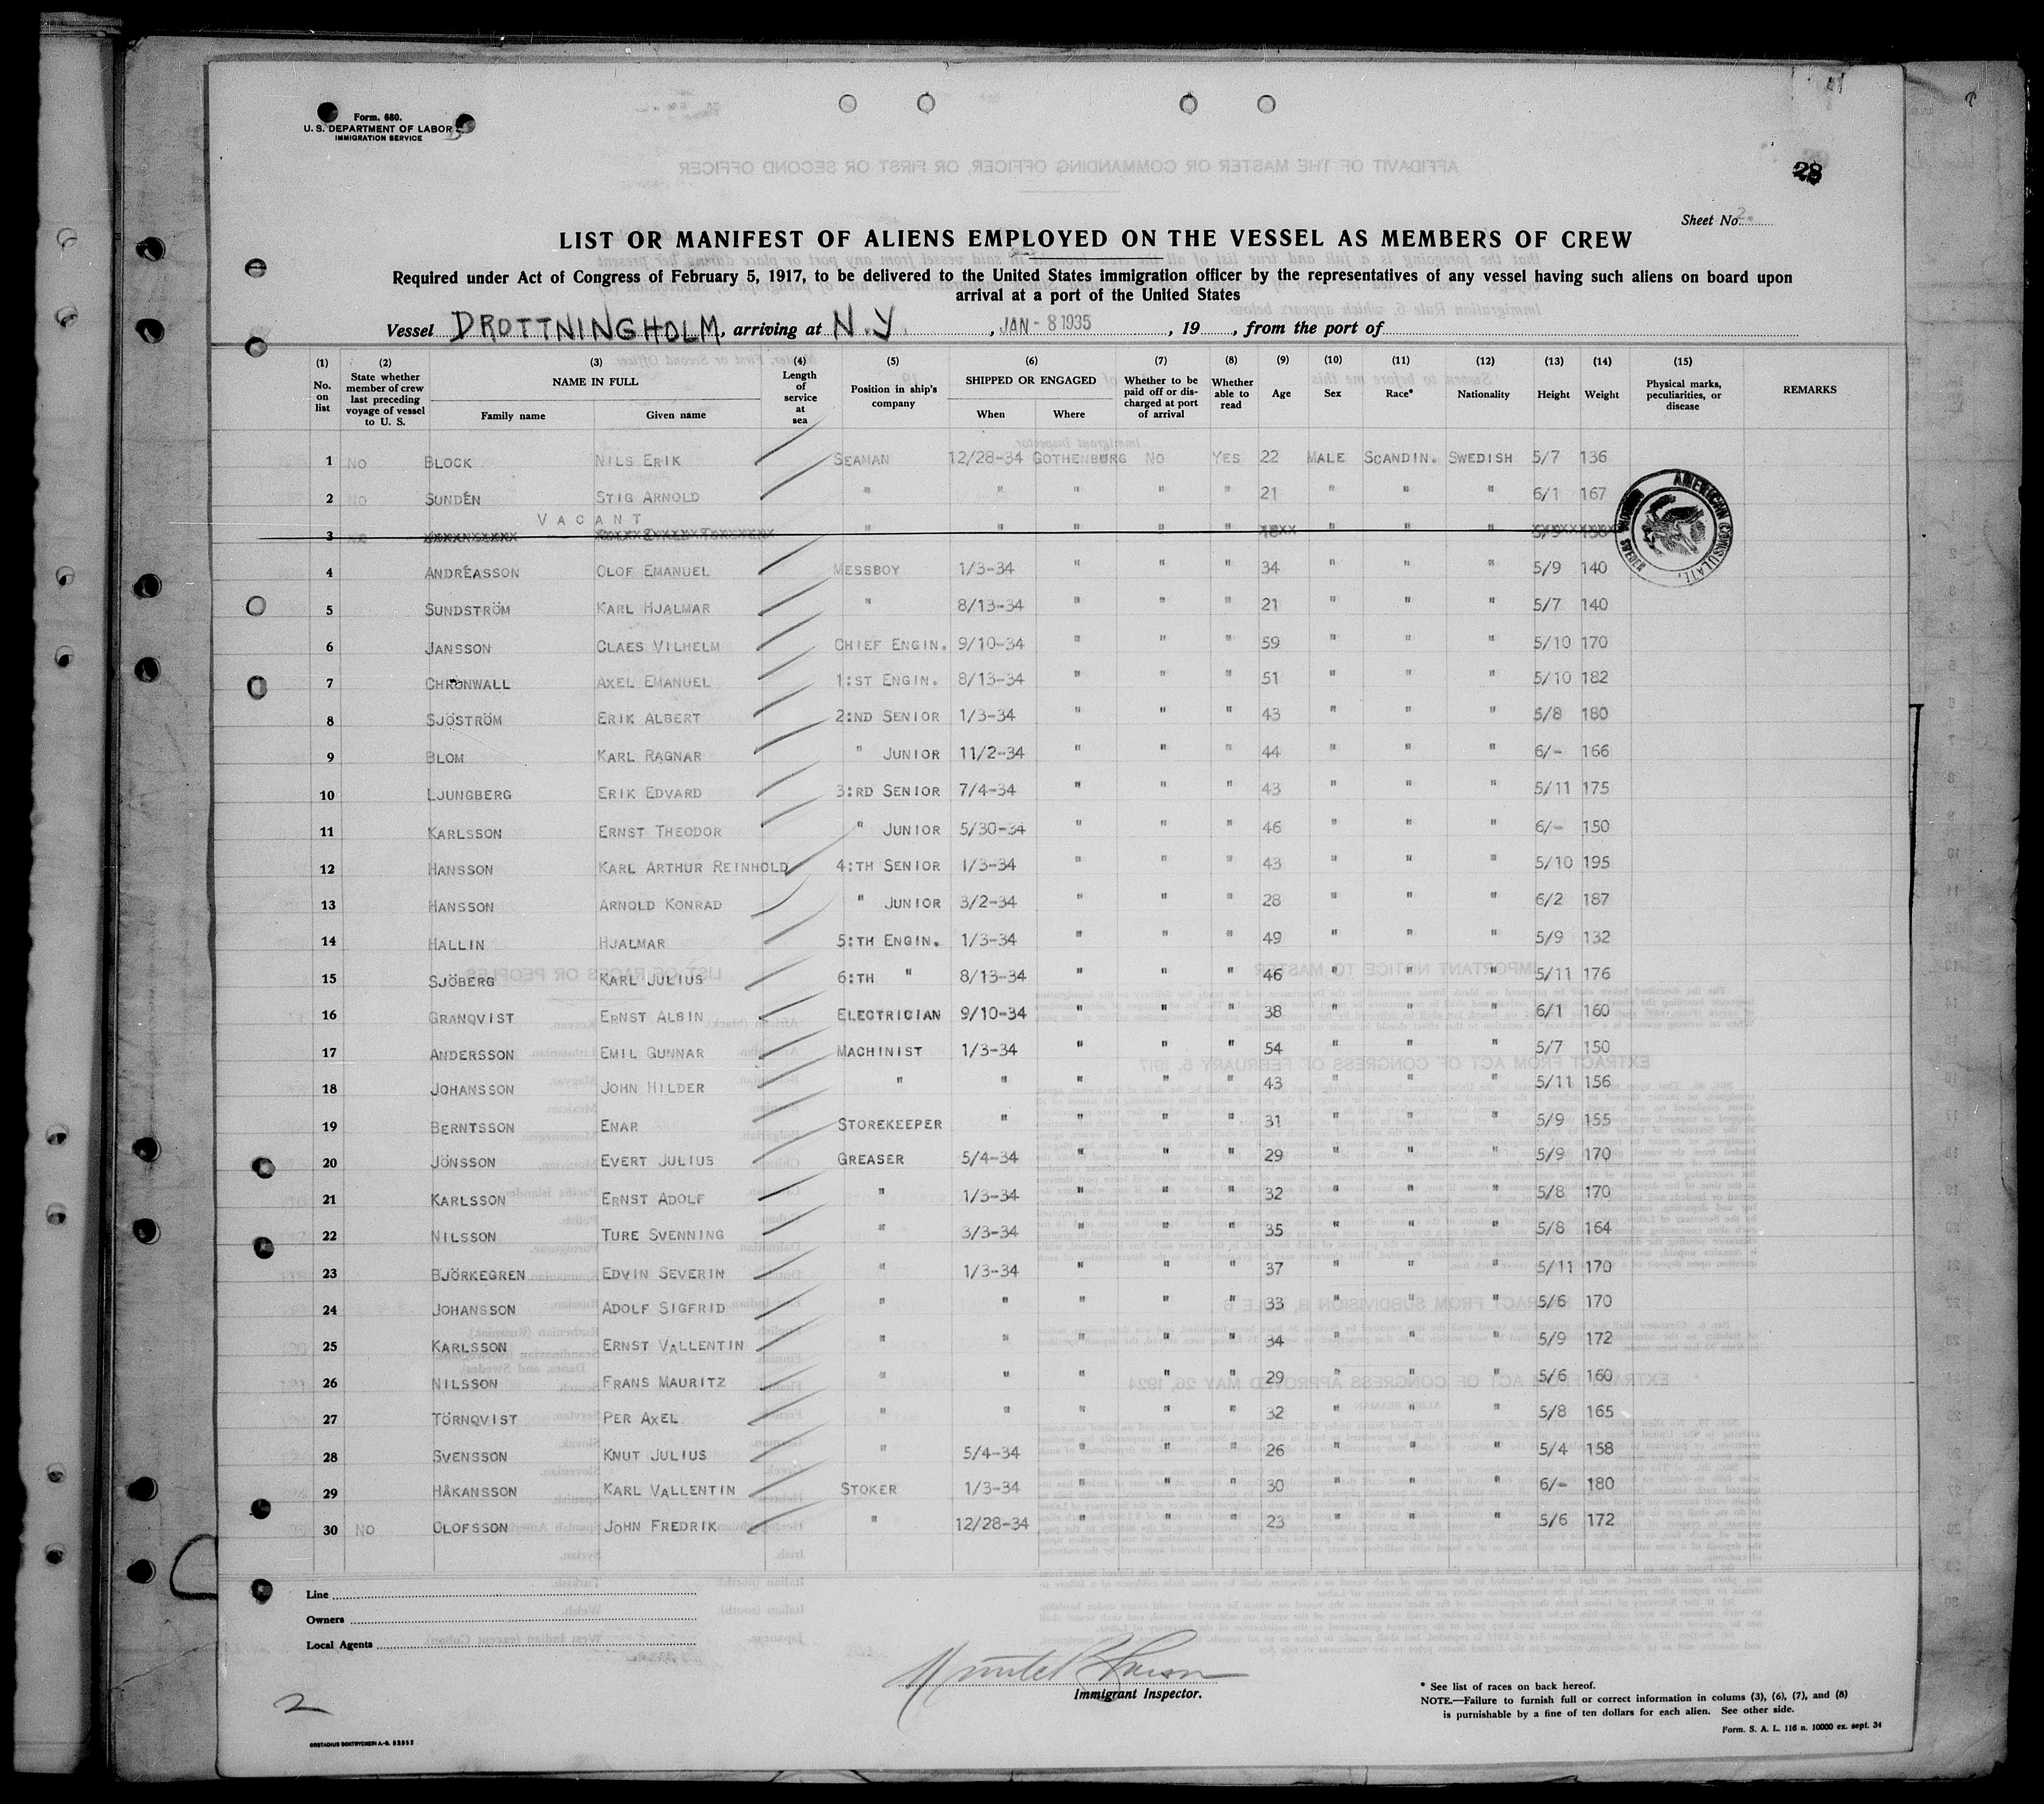 Form. 680.
U. S. DEPARTMENT OF LABOR
IMMIGRATION SERVICE
28
Sheet No. 2.
LIST OR MANIFEST OF ALIENS EMPLOYED ON THE VESSEL AS MEMBERS OF CREW
Required under Act of Congress of February 5, 1917, to be delivered to the United States immigration officer by the representatives of any vessel having such aliens on board upon
arrival at a port of the United States
Vessel DROTTNINGHOLM, arriving at N.Y., JAN - 8 1935, 19, from the port of
(1) No. on list (2) State whether member of crew last preceding voyage of vessel to U. S. (3) NAME IN FULL Family name Given name (4) Length of service at sea (5) Position in ship's company (6) SHIPPED OR ENGAGED When Where (7) Whether to be paid off or discharged at port of arrival (8) Whether able to read (9) Age (10) Sex (11) Race* (12) Nationality (13) Height (14) Weight (15) Physical marks, peculiarities, or disease REMARKS
1 NO BLOCK NILS ERIK SEAMAN 12/28-34 GOTHENBURG NO YES 22 MALE SCANDIN. SWEDISH 5/7 136
2 NO SUNDÉN STIG ARNOLD " " " " " 21 " " " 6/1 167
VACANT
3 " " " " " " " "
AMERICAN CONSULATE, SWEDEN
4 ANDRÉASSON OLOF EMANUEL MESSBOY 1/3-34 " " " 34 " " " 5/9 140
5 SUNDSTRÖM KARL HJALMAR " 8/13-34 " " " 21 " " " 5/7 140
6 JANSSON CLAES VILHELM CHIEF ENGIN. 9/10-34 " " " 59 " " " 5/10 170
7 CHRONWALL AXEL EMANUEL 1:ST ENGIN. 8/13-34 " " " 51 " " " 5/10 182
8 SJÖSTRÖM ERIK ALBERT 2:ND SENIOR 1/3-34 " " " 43 " " " 5/8 180
9 BLOM KARL RAGNAR " JUNIOR 11/2-34 " " " 44 " " " 6/- 166
10 LJUNGBERG ERIK EDVARD 3:RD SENIOR 7/4-34 " " " 43 " " " 5/11 175
11 KARLSSON ERNST THEODOR " JUNIOR 5/30-34 " " " 46 " " " 6/- 150
12 HANSSON KARL ARTHUR REINHOLD 4:TH SENIOR 1/3-34 " " " 43 " " " 5/10 195
13 HANSSON ARNOLD KONRAD " JUNIOR 3/2-34 " " " 28 " " " 6/2 187
14 HALLIN HJALMAR 5:TH ENGIN. 1/3-34 " " " 49 " " " 5/9 132
15 SJÖBERG KARL JULIUS 6:TH " 8/13-34 " " " 46 " " " 5/11 176
16 GRANQVIST ERNST ALBIN ELECTRICIAN 9/10-34 " " " 38 " " " 6/1 160
17 ANDERSSON EMIL GUNNAR MACHINIST 1/3-34 " " " 54 " " " 5/7 150
18 JOHANSSON JOHN HILDER " " " " " 43 " " " 5/11 156
19 BERNTSSON ENAR STOREKEEPER " " " " 31 " " " 5/9 155
20 JÖNSSON EVERT JULIUS GREASER 5/4-34 " " " 29 " " " 5/9 170
21 KARLSSON ERNST ADOLF " 1/3-34 " " " 32 " " " 5/8 170
22 NILSSON TURE SVENNING " 3/3-34 " " " 35 " " " 5/8 164
23 BJÖRKEGREN EDVIN SEVERIN " 1/3-34 " " " 37 " " " 5/11 170
24 JOHANSSON ADOLF SIGFRID " " " " " 33 " " " 5/6 170
25 KARLSSON ERNST VALLENTIN " " " " " 34 " " " 5/9 172
26 NILSSON FRANS MAURITZ " " " " " 29 " " " 5/6 160
27 TÖRNQVIST PER AXEL " " " " " 32 " " " 5/8 165
28 SVENSSON KNUT JULIUS " 5/4-34 " " " 26 " " " 5/4 158
29 HÅKANSSON KARL VALLENTIN STOKER 1/3-34 " " " 30 " " " 6/- 180
30 NO OLOFSSON JOHN FREDRIK " 12/28-34 " " " 23 " " " 5/6 172
Line
Owners
Local Agents
Immigrant Inspector.
2
* See list of races on back hereof.
NOTE.—Failure to furnish full or correct information in colums (3), (6), (7), and (8)
is punishable by a fine of ten dollars for each alien. See other side.
Form. S. A. L. 116 n. 10000 ex. sept. 34